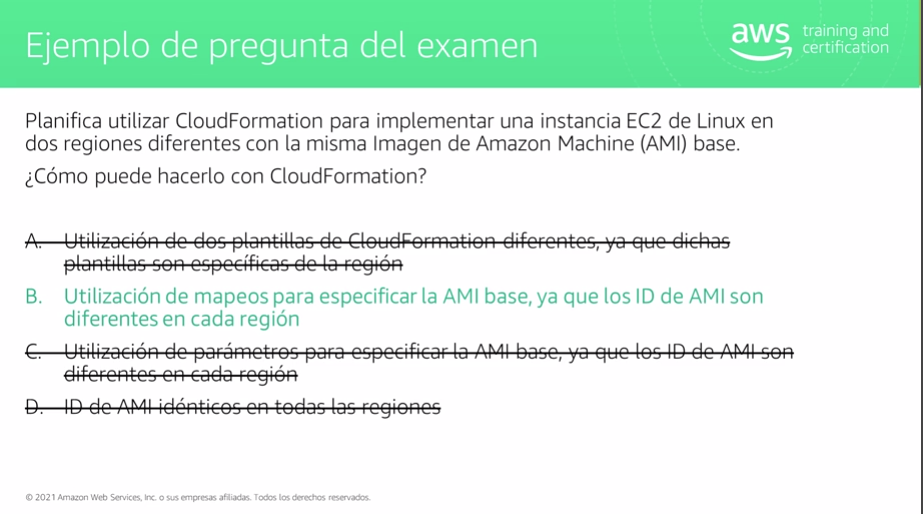 Ejemplo de pregunta del examen
aws training and
certification
Planifica utilizar CloudFormation para implementar una instancia EC2 de Linux en
dos regiones diferentes con la misma Imagen de Amazon Machine (AMI) base.
¿Cómo puede hacerlo con CloudFormation?
A. Utilización de dos plantillas de CloudFormation diferentes, ya que dichas
plantillas son específicas de la región
B. Utilización de mapeos para especificar la AMI base, ya que los ID de AMI son
diferentes en cada región
C. Utilización de parámetros para especificar la AMI base, ya que los ID de AMI son
diferentes en cada región
D. ID de AMI idénticos en todas las regiones
© 2021 Amazon Web Services, Inc. o sus empresas afiliadas. Todos los derechos reservados.